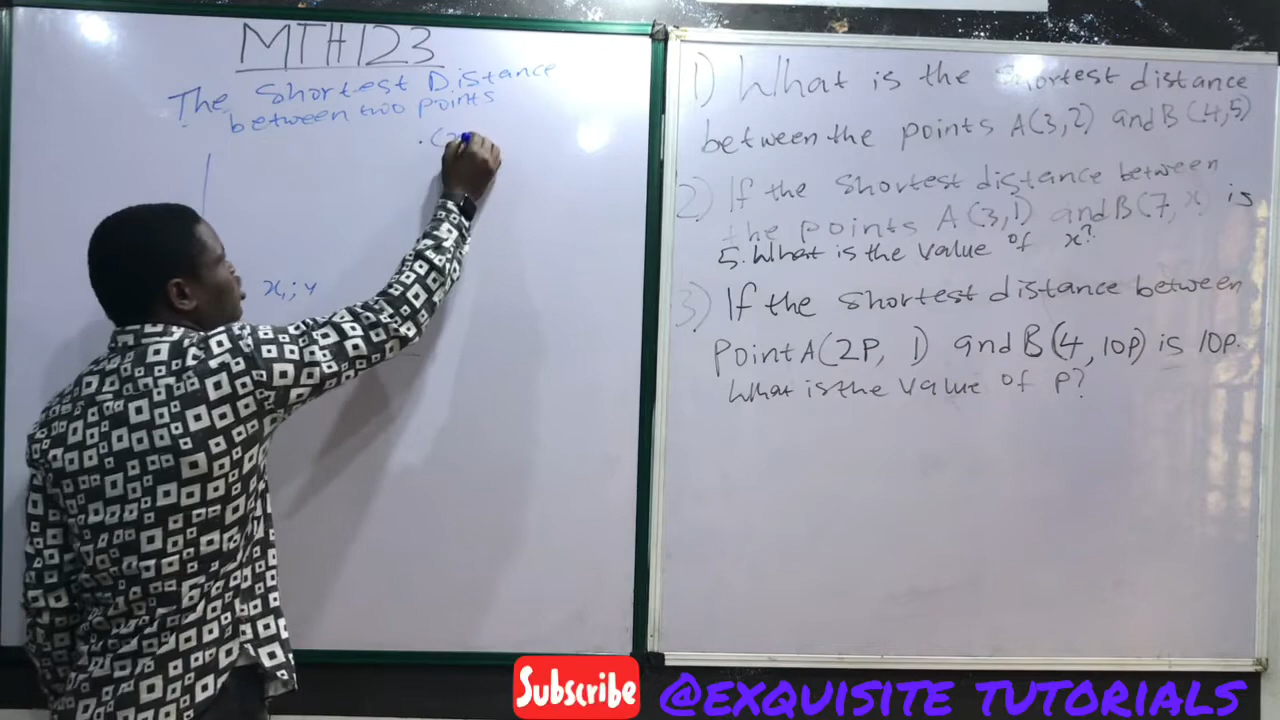 MTH123
The Shortest Distance
between two points
.(x
x₁; y
1) What is the shortest distance
between the points A(3,2) and B(4,5)
2) If the shortest distance between
the points A(3,1) and B(7,x) is
5. What is the value of x?
3) If the shortest distance between
Point A(2P, 1) and B(4,10P) is 10P.
What is the value of P?
Subscribe
@EXQUISITE TUTORIALS